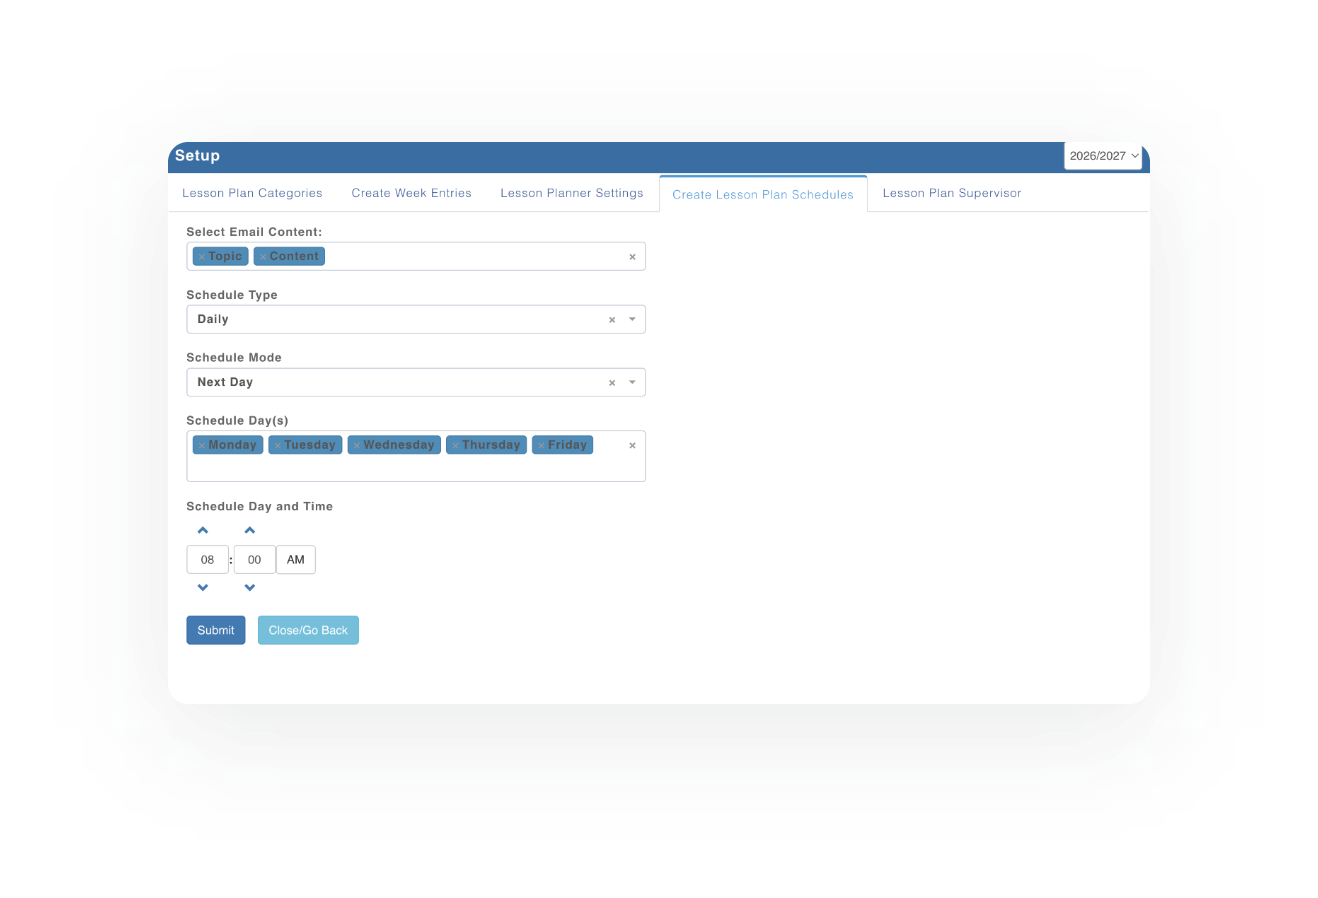 Setup
2026/2027
Lesson Plan Categories Create Week Entries Lesson Planner Settings Create Lesson Plan Schedules Lesson Plan Supervisor
Select Email Content:
× Topic × Content ×
Schedule Type
Daily ×
Schedule Mode
Next Day ×
Schedule Day(s)
× Monday × Tuesday × Wednesday × Thursday × Friday ×
Schedule Day and Time
08 : 00 AM
Submit Close/Go Back